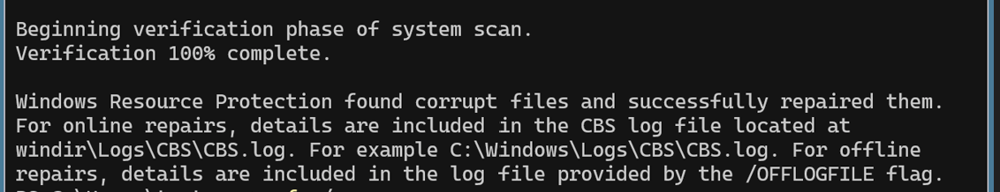 Beginning verification phase of system scan.
Verification 100% complete.
Windows Resource Protection found corrupt files and successfully repaired them.
For online repairs, details are included in the CBS log file located at
windir\Logs\CBS\CBS.log. For example C:\Windows\Logs\CBS\CBS.log. For offline
repairs, details are included in the log file provided by the /OFFLOGFILE flag.